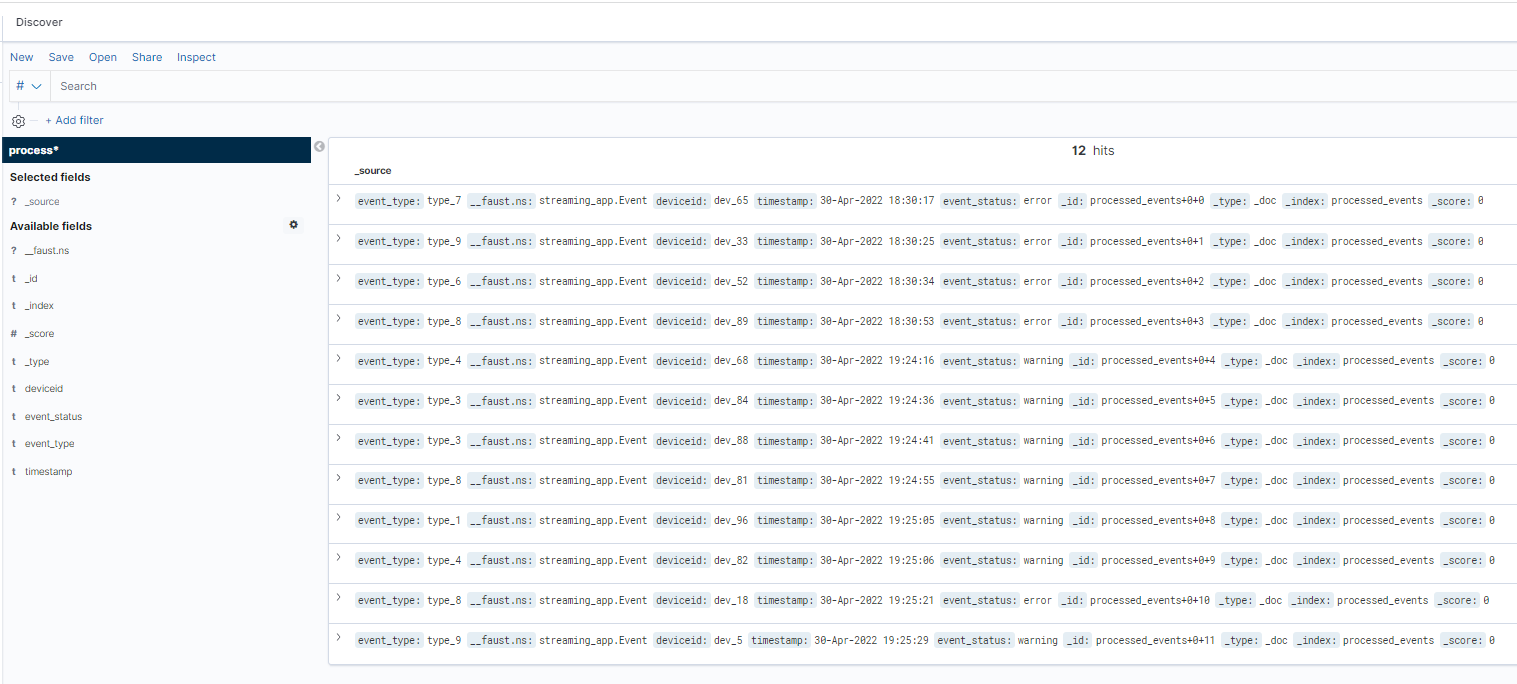 Discover
New Save Open Share Inspect
# Search
+ Add filter
process*
12 hits
Selected fields
? _source
Available fields
? __faust.ns
t _id
t _index
# _score
t _type
t deviceid
t event_status
t event_type
t timestamp
_source
event_type: type_7 __faust.ns: streaming_app.Event deviceid: dev_65 timestamp: 30-Apr-2022 18:30:17 event_status: error _id: processed_events+0+0 _type: _doc _index: processed_events _score: 0
event_type: type_9 __faust.ns: streaming_app.Event deviceid: dev_33 timestamp: 30-Apr-2022 18:30:25 event_status: error _id: processed_events+0+1 _type: _doc _index: processed_events _score: 0
event_type: type_6 __faust.ns: streaming_app.Event deviceid: dev_52 timestamp: 30-Apr-2022 18:30:34 event_status: error _id: processed_events+0+2 _type: _doc _index: processed_events _score: 0
event_type: type_8 __faust.ns: streaming_app.Event deviceid: dev_89 timestamp: 30-Apr-2022 18:30:53 event_status: error _id: processed_events+0+3 _type: _doc _index: processed_events _score: 0
event_type: type_4 __faust.ns: streaming_app.Event deviceid: dev_68 timestamp: 30-Apr-2022 19:24:16 event_status: warning _id: processed_events+0+4 _type: _doc _index: processed_events _score: 0
event_type: type_3 __faust.ns: streaming_app.Event deviceid: dev_84 timestamp: 30-Apr-2022 19:24:36 event_status: warning _id: processed_events+0+5 _type: _doc _index: processed_events _score: 0
event_type: type_3 __faust.ns: streaming_app.Event deviceid: dev_88 timestamp: 30-Apr-2022 19:24:41 event_status: warning _id: processed_events+0+6 _type: _doc _index: processed_events _score: 0
event_type: type_8 __faust.ns: streaming_app.Event deviceid: dev_81 timestamp: 30-Apr-2022 19:24:55 event_status: warning _id: processed_events+0+7 _type: _doc _index: processed_events _score: 0
event_type: type_1 __faust.ns: streaming_app.Event deviceid: dev_96 timestamp: 30-Apr-2022 19:25:05 event_status: warning _id: processed_events+0+8 _type: _doc _index: processed_events _score: 0
event_type: type_4 __faust.ns: streaming_app.Event deviceid: dev_82 timestamp: 30-Apr-2022 19:25:06 event_status: warning _id: processed_events+0+9 _type: _doc _index: processed_events _score: 0
event_type: type_8 __faust.ns: streaming_app.Event deviceid: dev_18 timestamp: 30-Apr-2022 19:25:21 event_status: error _id: processed_events+0+10 _type: _doc _index: processed_events _score: 0
event_type: type_9 __faust.ns: streaming_app.Event deviceid: dev_5 timestamp: 30-Apr-2022 19:25:29 event_status: warning _id: processed_events+0+11 _type: _doc _index: processed_events _score: 0